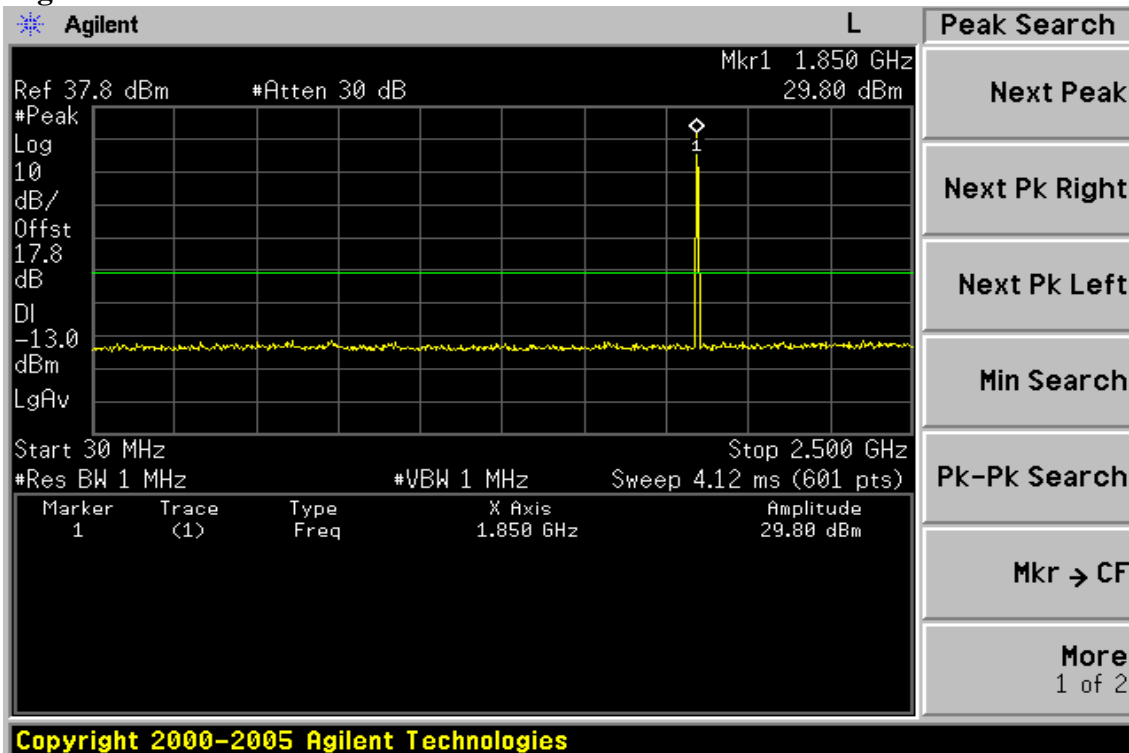 Agilent L
Mkr1 1.850 GHz
Ref 37.8 dBm #Atten 30 dB 29.80 dBm
#Peak
Log
10
dB/
Offst
17.8
dB
DI
-13.0
dBm
LgAv
1
Start 30 MHz Stop 2.500 GHz
#Res BW 1 MHz #VBW 1 MHz Sweep 4.12 ms (601 pts)
Marker Trace Type X Axis Amplitude
1 (1) Freq 1.850 GHz 29.80 dBm
Peak Search
Next Peak
Next Pk Right
Next Pk Left
Min Search
Pk-Pk Search
Mkr → CF
More
1 of 2
Copyright 2000-2005 Agilent Technologies